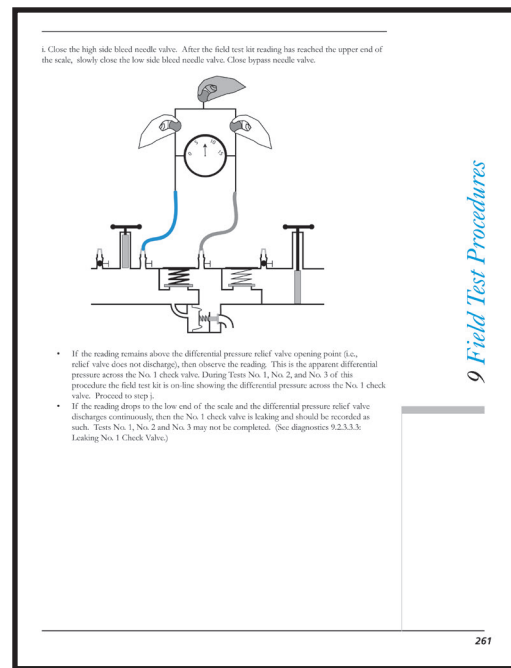 i. Close the high side bleed needle valve. After the field test kit reading has reached the upper end of
the scale, slowly close the low side bleed needle valve. Close bypass needle valve.
0 5 10 15
• If the reading remains above the differential pressure relief valve opening point (i.e.,
relief valve does not discharge), then observe the reading. This is the apparent differential
pressure across the No. 1 check valve. During Tests No. 1, No. 2, and No. 3 of this
procedure the field test kit is on-line showing the differential pressure across the No. 1 check
valve. Proceed to step j.
• If the reading drops to the low end of the scale and the differential pressure relief valve
discharges continuously, then the No. 1 check valve is leaking and should be recorded as
such. Tests No. 1, No. 2 and No. 3 may not be completed. (See diagnostics 9.2.3.3.3:
Leaking No. 1 Check Valve.)
9 Field Test Procedures
261